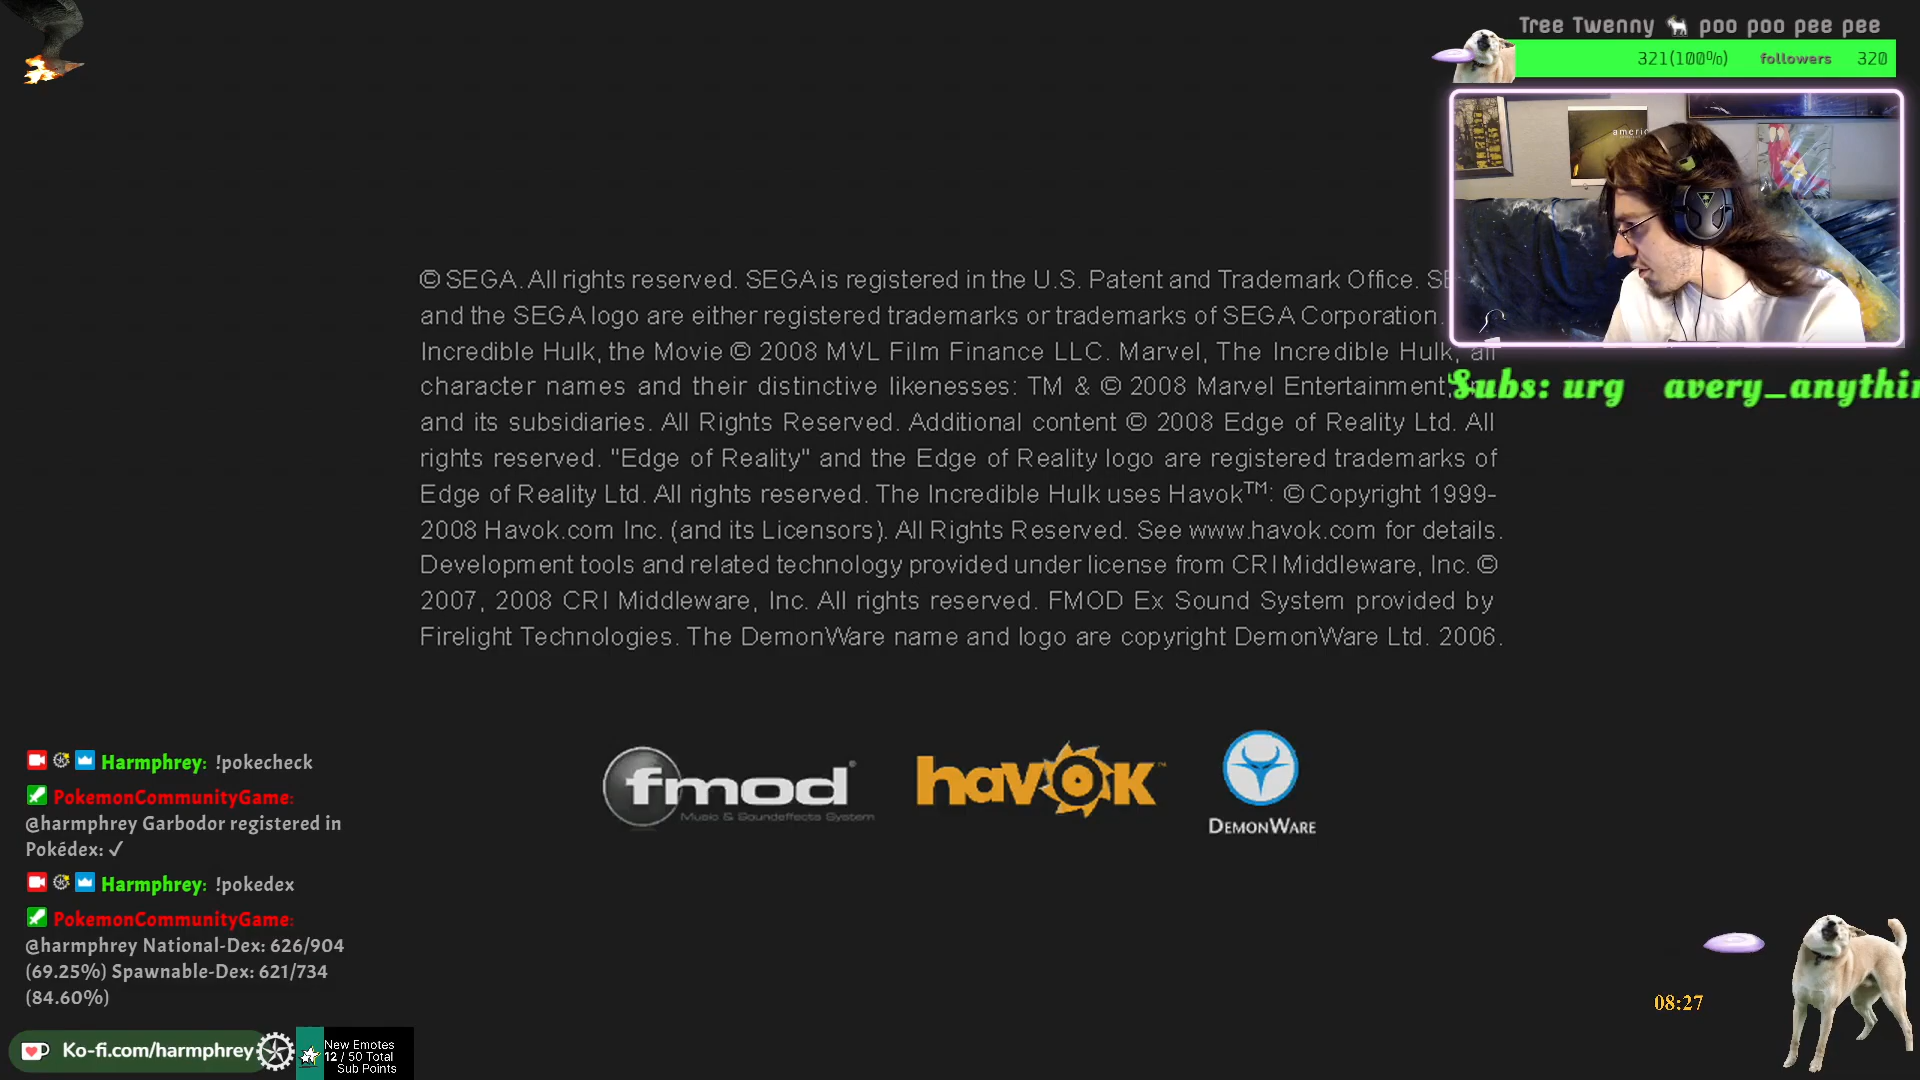 Tree Twenny 🐐 poo poo pee pee
321(100%) followers 320
americ
© SEGA. All rights reserved. SEGA is registered in the U.S. Patent and Trademark Office.
and the SEGA logo are either registered trademarks or trademarks of SEGA Corporation.
Incredible Hulk, the Movie © 2008 MVL Film Finance LLC. Marvel, The Incredible Hulk, all
character names and their distinctive likenesses: TM & © 2008 Marvel Entertainment,
and its subsidiaries. All Rights Reserved. Additional content © 2008 Edge of Reality Ltd. All
rights reserved. "Edge of Reality" and the Edge of Reality logo are registered trademarks of
Edge of Reality Ltd. All rights reserved. The Incredible Hulk uses Havok™: © Copyright 1999-
2008 Havok.com Inc. (and its Licensors). All Rights Reserved. See www.havok.com for details.
Development tools and related technology provided under license from CRI Middleware, Inc. ©
2007, 2008 CRI Middleware, Inc. All rights reserved. FMOD Ex Sound System provided by
Firelight Technologies. The DemonWare name and logo are copyright DemonWare Ltd. 2006.
Subs: urg avery_anythin
fmod®
Music & Soundeffects System
havok™
DEMONWARE
Harmphrey: !pokecheck
PokemonCommunityGame:
@harmphrey Garbodor registered in
Pokédex: ✓
Harmphrey: !pokedex
PokemonCommunityGame:
@harmphrey National-Dex: 626/904
(69.25%) Spawnable-Dex: 621/734
(84.60%)
Ko-fi.com/harmphrey
New Emotes
12 / 50 Total
Sub Points
08:27